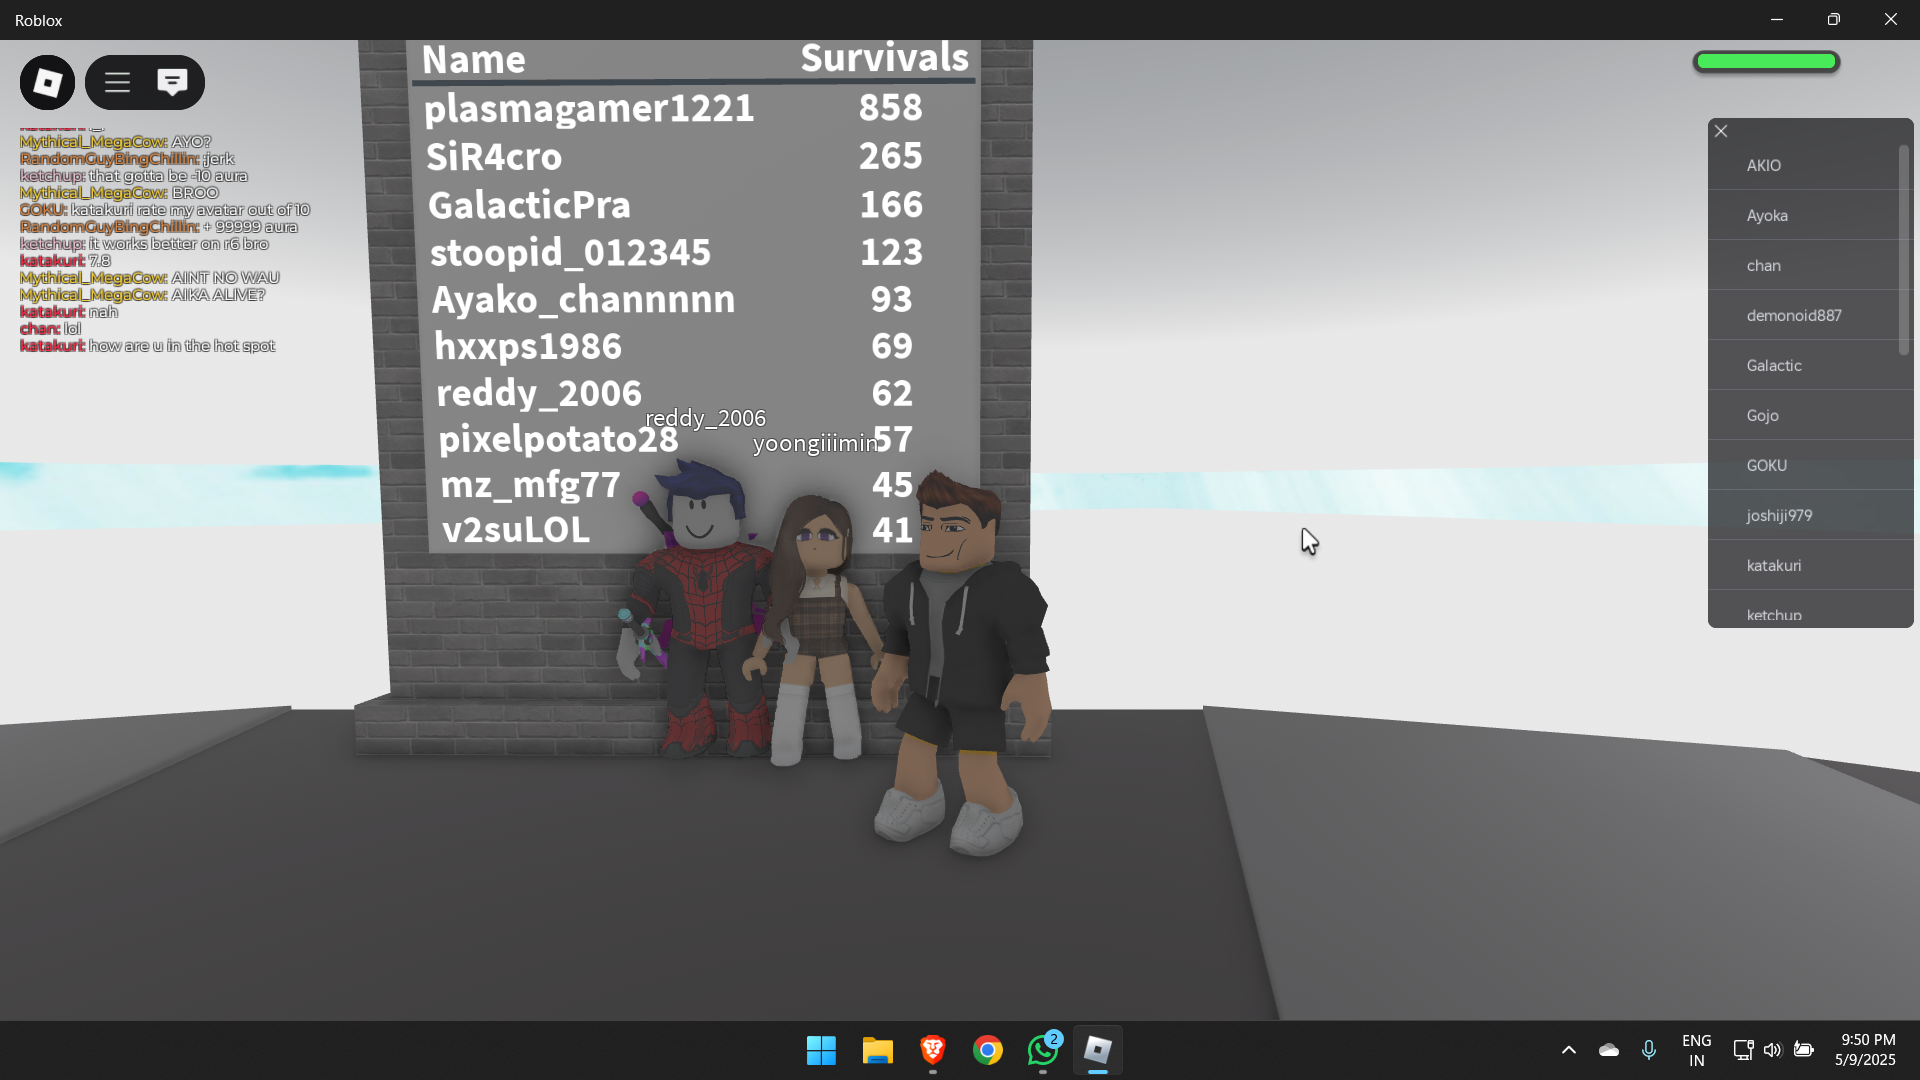 Roblox
Name Survivals
plasmagamer1221 858
SiR4cro 265
GalacticPra 166
stoopid_012345 123
Ayako_channnnn 93
hxxps1986 69
reddy_2006 62
pixelpotato28 57
mz_mfg77 45
v2suLOL 41
reddy_2006
yoongiiimin
Mythical_MegaCow: AYO?
RandomGuyBingChillin: :jerk
ketchup: that gotta be -10 aura
Mythical_MegaCow: BROO
GOKU: katakuri rate my avatar out of 10
RandomGuyBingChillin: + 99999 aura
ketchup: it works better on r6 bro
katakuri: 7.8
Mythical_MegaCow: AINT NO WAU
Mythical_MegaCow: AIKA ALIVE?
katakuri: nah
chan: lol
katakuri: how are u in the hot spot
AKIO
Ayoka
chan
demonoid887
Galactic
Gojo
GOKU
joshiji979
katakuri
ketchup
2
ENG
IN
9:50 PM
5/9/2025